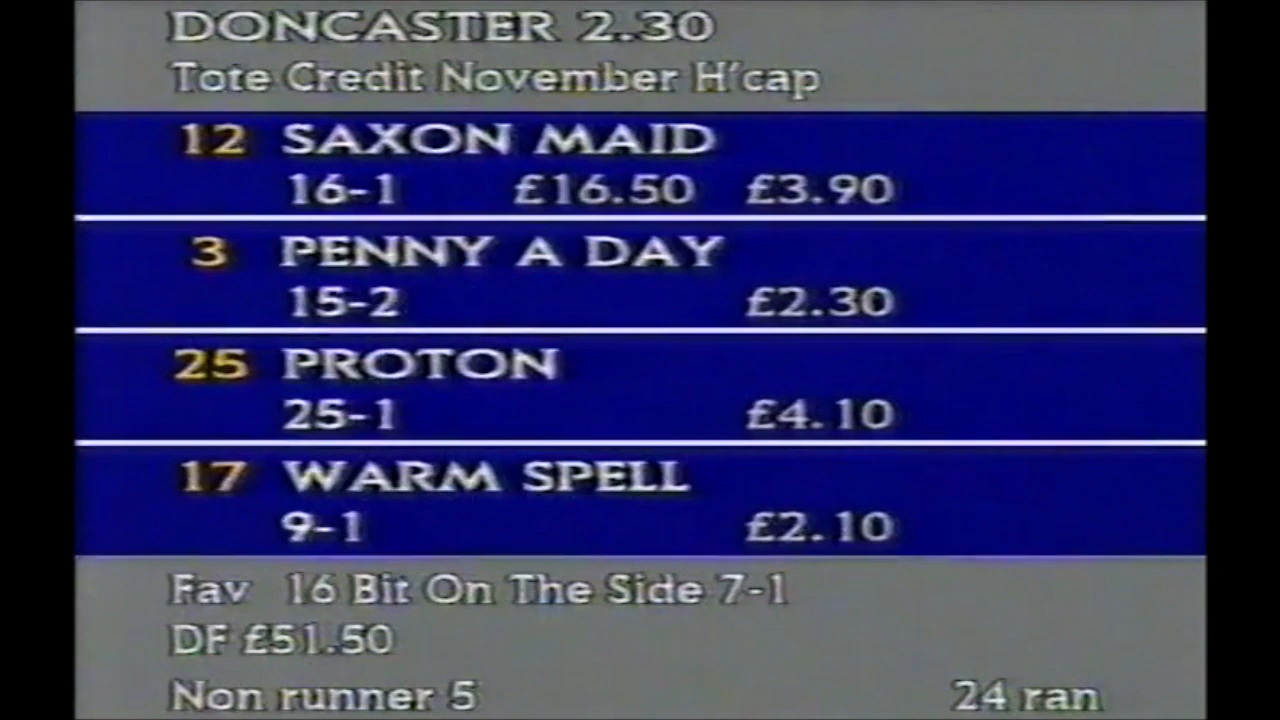 DONCASTER 2.30
Tote Credit November H'cap
12 SAXON MAID
16-1 £16.50 £3.90
3 PENNY A DAY
15-2 £2.30
25 PROTON
25-1 £4.10
17 WARM SPELL
9-1 £2.10
Fav 16 Bit On The Side 7-1
DF £51.50
Non runner 5 24 ran